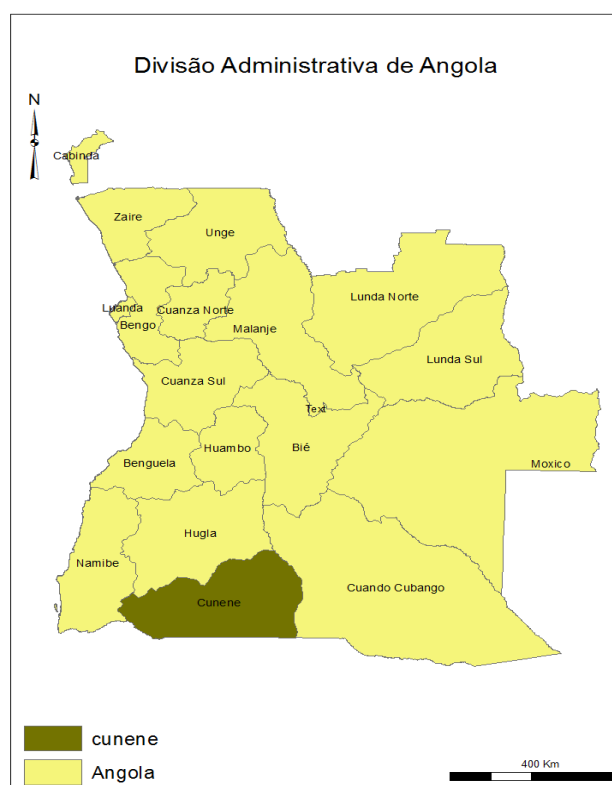 Divisão Administrativa de Angola
N
Cabinda
Zaire
Unge
Luanda
Cuanza Norte
Bengo
Malanje
Lunda Norte
Lunda Sul
Cuanza Sul
Text
Huambo
Bié
Benguela
Moxico
Hugla
Namibe
Cunene
Cuando Cubango
cunene
Angola
400 Km